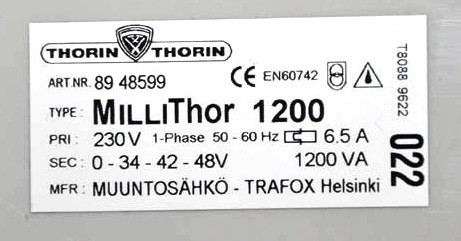 THORIN THORIN
ART.NR. 89 48599 CE EN60742
TYPE : MILLITHOR 1200
PRI : 230V 1-Phase 50 - 60 Hz 6.5 A
SEC : 0 - 34 - 42 - 48V 1200 VA
MFR : MUUNTOSÄHKÖ - TRAFOX Helsinki
T8088 9622
022